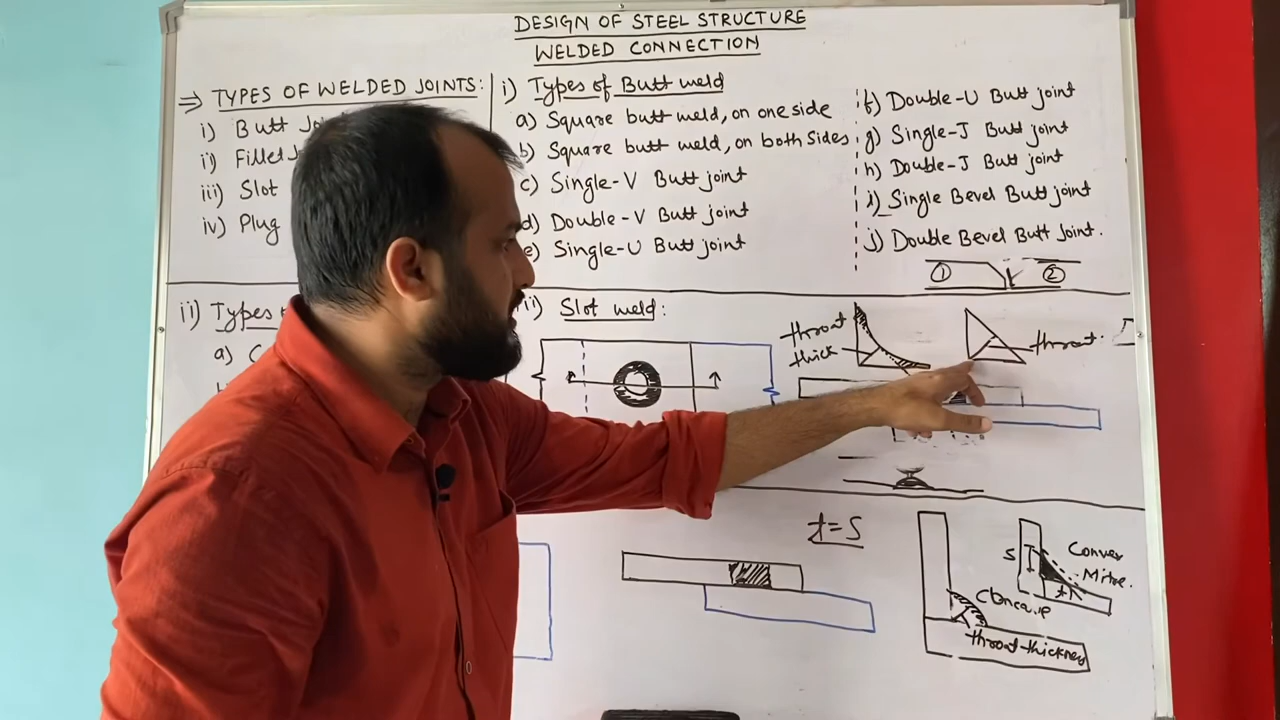 DESIGN OF STEEL STRUCTURE
WELDED CONNECTION
⇒ TYPES OF WELDED JOINTS:
i) Butt
ii) Fillet
iii) Slot
iv) Plug
i) Types of Butt weld
a) Square butt weld, on one side
b) Square butt weld, on both Sides
c) Single-V Butt joint
d) Double-V Butt joint
e) Single-U Butt joint
f) Double-U Butt joint
g) Single-J Butt joint
h) Double-J Butt joint
i) Single Bevel Butt joint
j) Double Bevel Butt Joint.
① ②
ii) Types
a)
Slot weld:
throat
thick
throat.
t=S
S
Convex
Mitre.
t
Concave
throat thickness